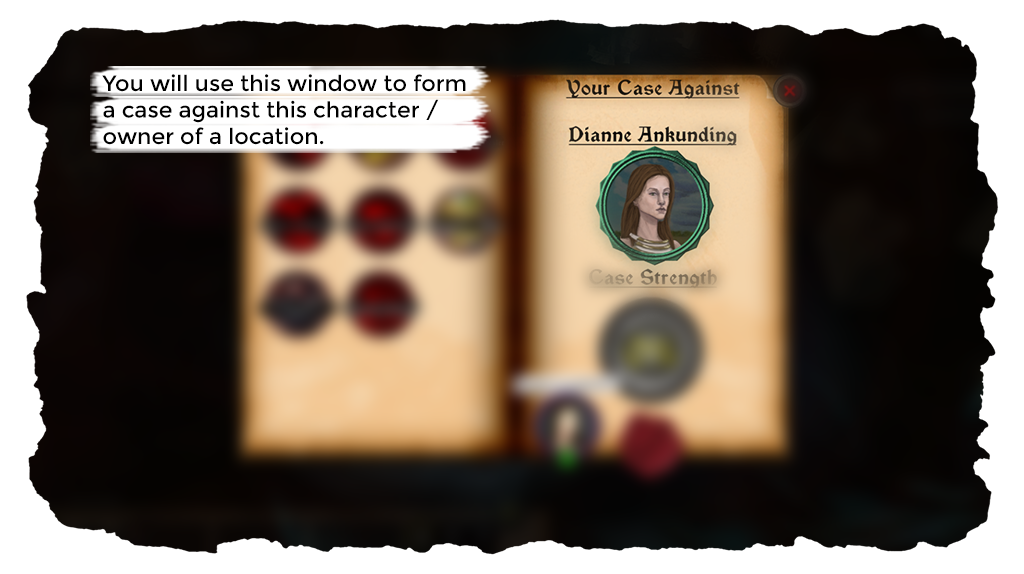 You will use this window to form
a case against this character /
owner of a location.
Your Case Against
Dianne Ankunding
Case Strength